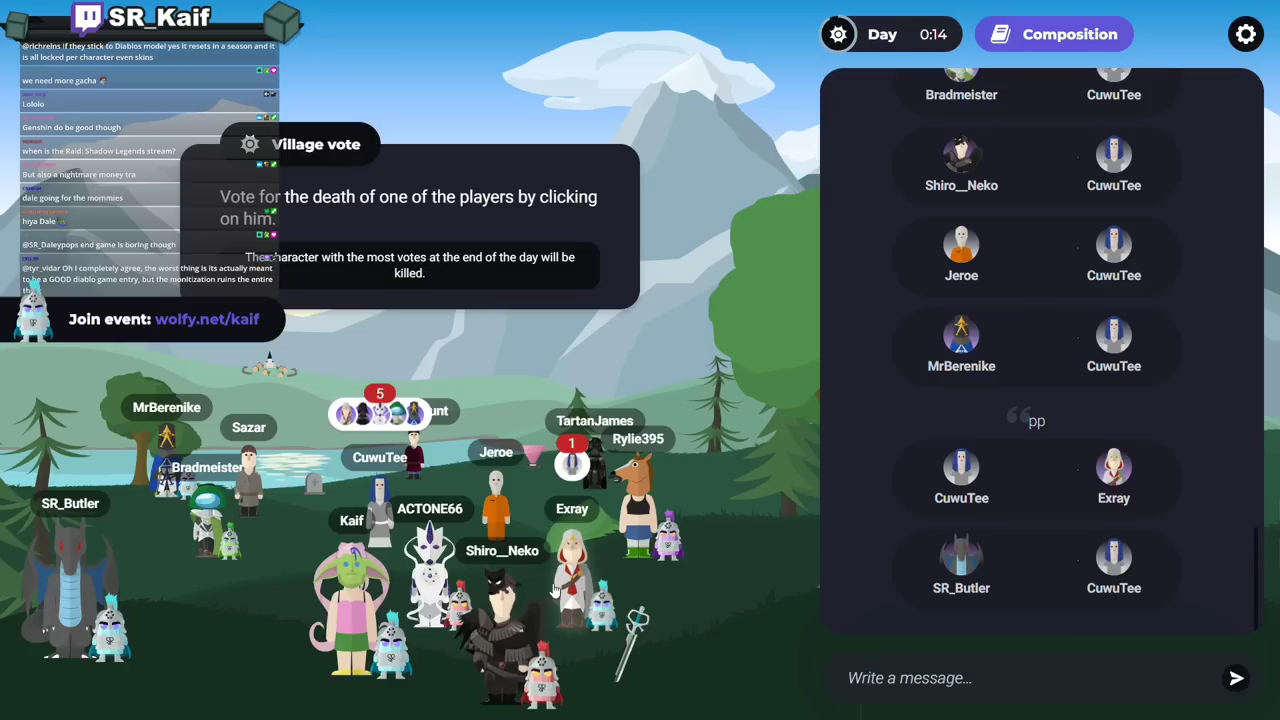 SR_Kaif
@richreins if they stick to Diablos model yes it resets in a season and it
is all locked per character even skins
we need more gacha
Lololo
Genshin do be good though
when is the Raid: Shadow Legends stream?
But also a nightmare money tra
dale going for the mommies
hiya Dale
@SR_Daleypops end game is boring though
@tyr_vidar Oh I completely agree, the worst thing is its actually meant
to be a GOOD diablo game entry, but the monitization ruins the entire
Village vote
Vote for the death of one of the players by clicking
on him.
The character with the most votes at the end of the day will be
killed.
Join event: wolfy.net/kaif
Day 0:14
Composition
Bradmeister CuwuTee
Shiro__Neko CuwuTee
Jeroe CuwuTee
MrBerenike CuwuTee
pp
CuwuTee Exray
SR_Butler CuwuTee
Write a message...
5
MrBerenike
unt
TartanJames
Sazar
1
Rylie395
Jeroe
CuwuTee
Bradmeister
SR_Butler
ACTONE66
Exray
Kaif
Shiro__Neko